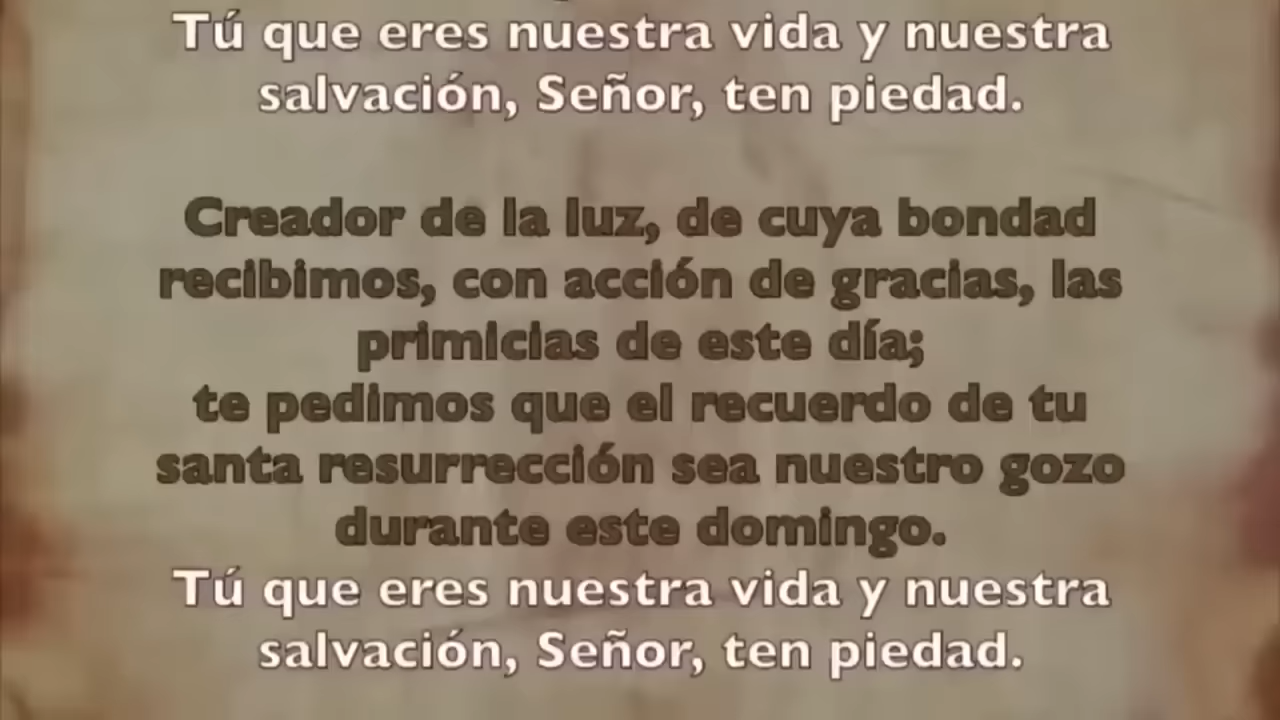 Tú que eres nuestra vida y nuestra
salvación, Señor, ten piedad.
Creador de la luz, de cuya bondad
recibimos, con acción de gracias, las
primicias de este día;
te pedimos que el recuerdo de tu
santa resurrección sea nuestro gozo
durante este domingo.
Tú que eres nuestra vida y nuestra
salvación, Señor, ten piedad.